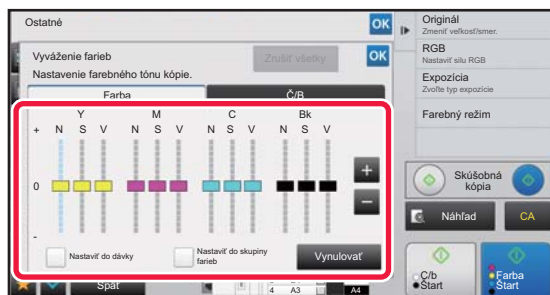 Ostatné
OK
Vyváženie farieb
Zrušiť všetky
OK
Nastavenie farebného tónu kópie.
Farba
Č/B
Y M C Bk
+ N S V N S V N S V N S V
+
0
−
-
Nastaviť do dávky
Nastaviť do skupiny farieb
Vynulovať
Späť
4 A3
A4
Originál
Zmeniť veľkosť/smer.
RGB
Nastaviť silu RGB
Expozícia
Zvoľte typ expozície
Farebný režim
Skúšobná kópia
Náhľad
CA
Č/b
Štart
Farba
Štart